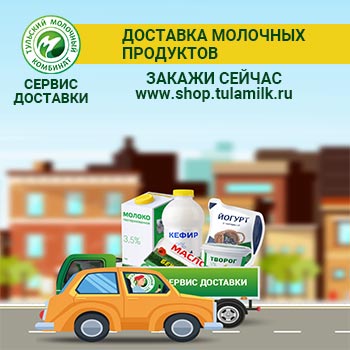 ТУЛЬСКИЙ МОЛОЧНЫЙ
КОМБИНАТ
СЕРВИС
ДОСТАВКИ
ДОСТАВКА МОЛОЧНЫХ
ПРОДУКТОВ
ЗАКАЖИ СЕЙЧАС
www.shop.tulamilk.ru
МОЛОКО
3,5%
КЕФИР
МАСЛО
ЙОГУРТ
ТВОРОГ
СЕРВИС ДОСТАВКИ